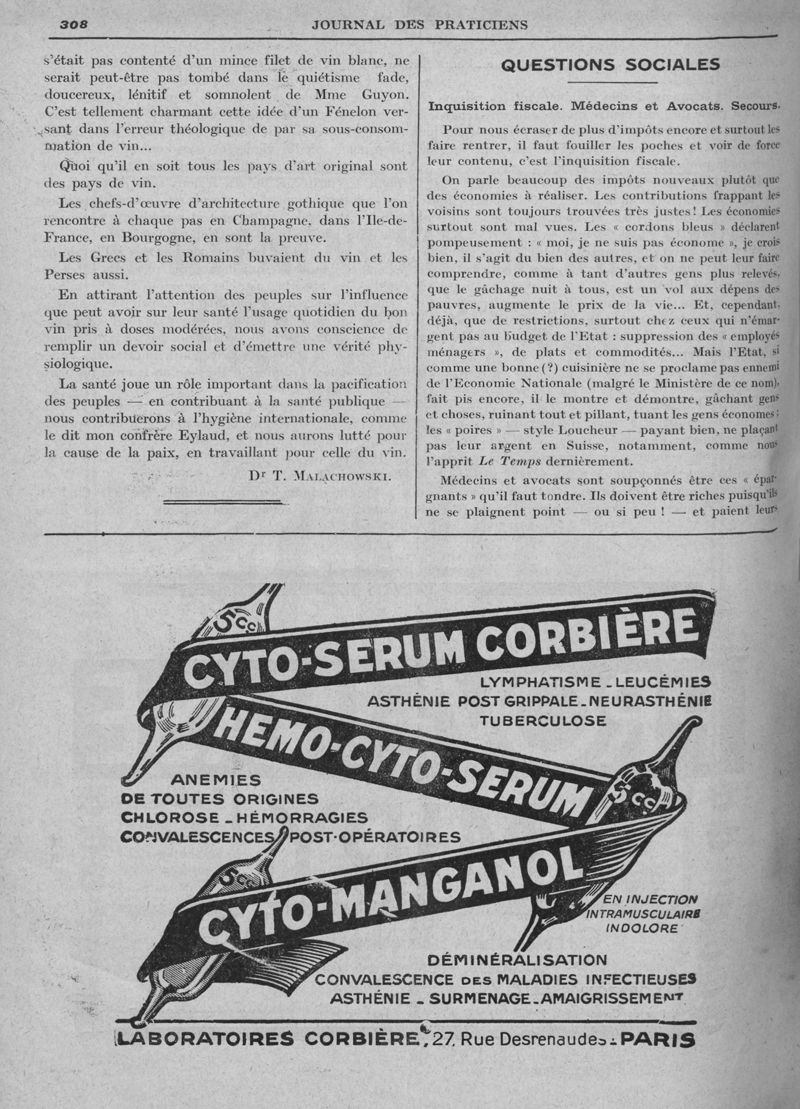 308
JOURNAL DES PRATICIENS
s'était pas contenté d'un mince filet de vin blanc, ne
serait peut-être pas tombé dans le quiétisme fade,
doucereux, lénitif et somnolent de Mme Guyon.
C'est tellement charmant cette idée d'un Fénelon ver-
sant dans l'erreur théologique de par sa sous-consom-
mation de vin...
Quoi qu'il en soit tous les pays d'art original sont
des pays de vin.
Les chefs-d'œuvre d'architecture gothique que l'on
rencontre à chaque pas en Champagne, dans l'Ile-de-
France, en Bourgogne, en sont la preuve.
Les Grecs et les Romains buvaient du vin et les
Perses aussi.
En attirant l'attention des peuples sur l'influence
que peut avoir sur leur santé l'usage quotidien du bon
vin pris à doses modérées, nous avons conscience de
remplir un devoir social et d'émettre une vérité phy-
siologique.
La santé joue un rôle important dans la pacification
des peuples — en contribuant à la santé publique —
nous contribuerons à l'hygiène internationale, comme
le dit mon confrère Eylaud, et nous aurons lutté pour
la cause de la paix, en travaillant pour celle du vin.
Dr T. MALACHOWSKI.
QUESTIONS SOCIALES
Inquisition fiscale. Médecins et Avocats. Secours.
Pour nous écraser de plus d'impôts encore et surtout les
faire rentrer, il faut fouiller les poches et voir de force
leur contenu, c'est l'inquisition fiscale.
On parle beaucoup des impôts nouveaux plutôt que
des économies à réaliser. Les contributions frappant les
voisins sont toujours trouvées très justes! Les économies
surtout sont mal vues. Les « cordons bleus » déclarent
pompeusement : « moi, je ne suis pas économe », je crois
bien, il s'agit du bien des autres, et on ne peut leur faire
comprendre, comme à tant d'autres gens plus relevés,
que le gâchage nuit à tous, est un vol aux dépens des
pauvres, augmente le prix de la vie... Et, cependant,
déjà, que de restrictions, surtout chez ceux qui n'émar-
gent pas au budget de l'Etat : suppression des « employés
ménagers », de plats et commodités... Mais l'Etat, si
comme une bonne (?) cuisinière ne se proclame pas ennemi
de l'Economie Nationale (malgré le Ministère de ce nom),
fait pis encore, il le montre et démontre, gâchant gens
et choses, ruinant tout et pillant, tuant les gens économes;
les « poires » — style Loucheur — payant bien, ne plaçant
pas leur argent en Suisse, notamment, comme nous
l'apprit Le Temps dernièrement.
Médecins et avocats sont soupçonnés être ces « épar-
gnants » qu'il faut tondre. Ils doivent être riches puisqu'ils
ne se plaignent point — ou si peu ! — et paient leurs
5cc
CYTO-SERUM CORBIÈRE
LYMPHATISME - LEUCÉMIES
ASTHÉNIE POST GRIPPALE - NEURASTHÉNIE
TUBERCULOSE
HEMO-CYTO-SERUM
5cc
ANEMIES
DE TOUTES ORIGINES
CHLOROSE - HÉMORRAGIES
CONVALESCENCES POST-OPÉRATOIRES
5cc
CYTO-MANGANOL
EN INJECTION
INTRAMUSCULAIRE
INDOLORE
DÉMINÉRALISATION
CONVALESCENCE DES MALADIES INFECTIEUSES
ASTHÉNIE - SURMENAGE - AMAIGRISSEMENT
LABORATOIRES CORBIÈRE, 27, Rue Desrenaudes - PARIS